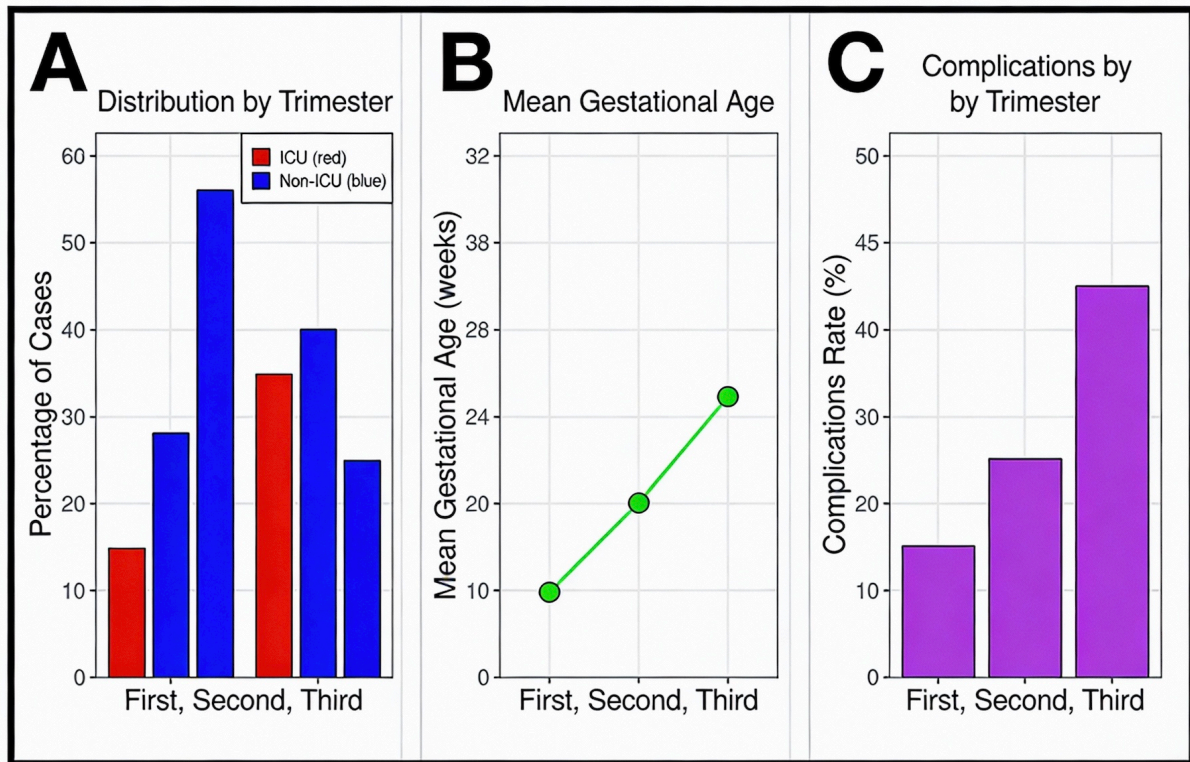 A
Distribution by Trimester
ICU (red)
Non-ICU (blue)
Percentage of Cases
60
50
40
30
20
10
0
First, Second, Third
B
Mean Gestational Age
Mean Gestational Age (weeks)
32
38
28
24
20
10
0
First, Second, Third
C
Complications by
by Trimester
Complications Rate (%)
50
45
40
30
20
10
0
First, Second, Third